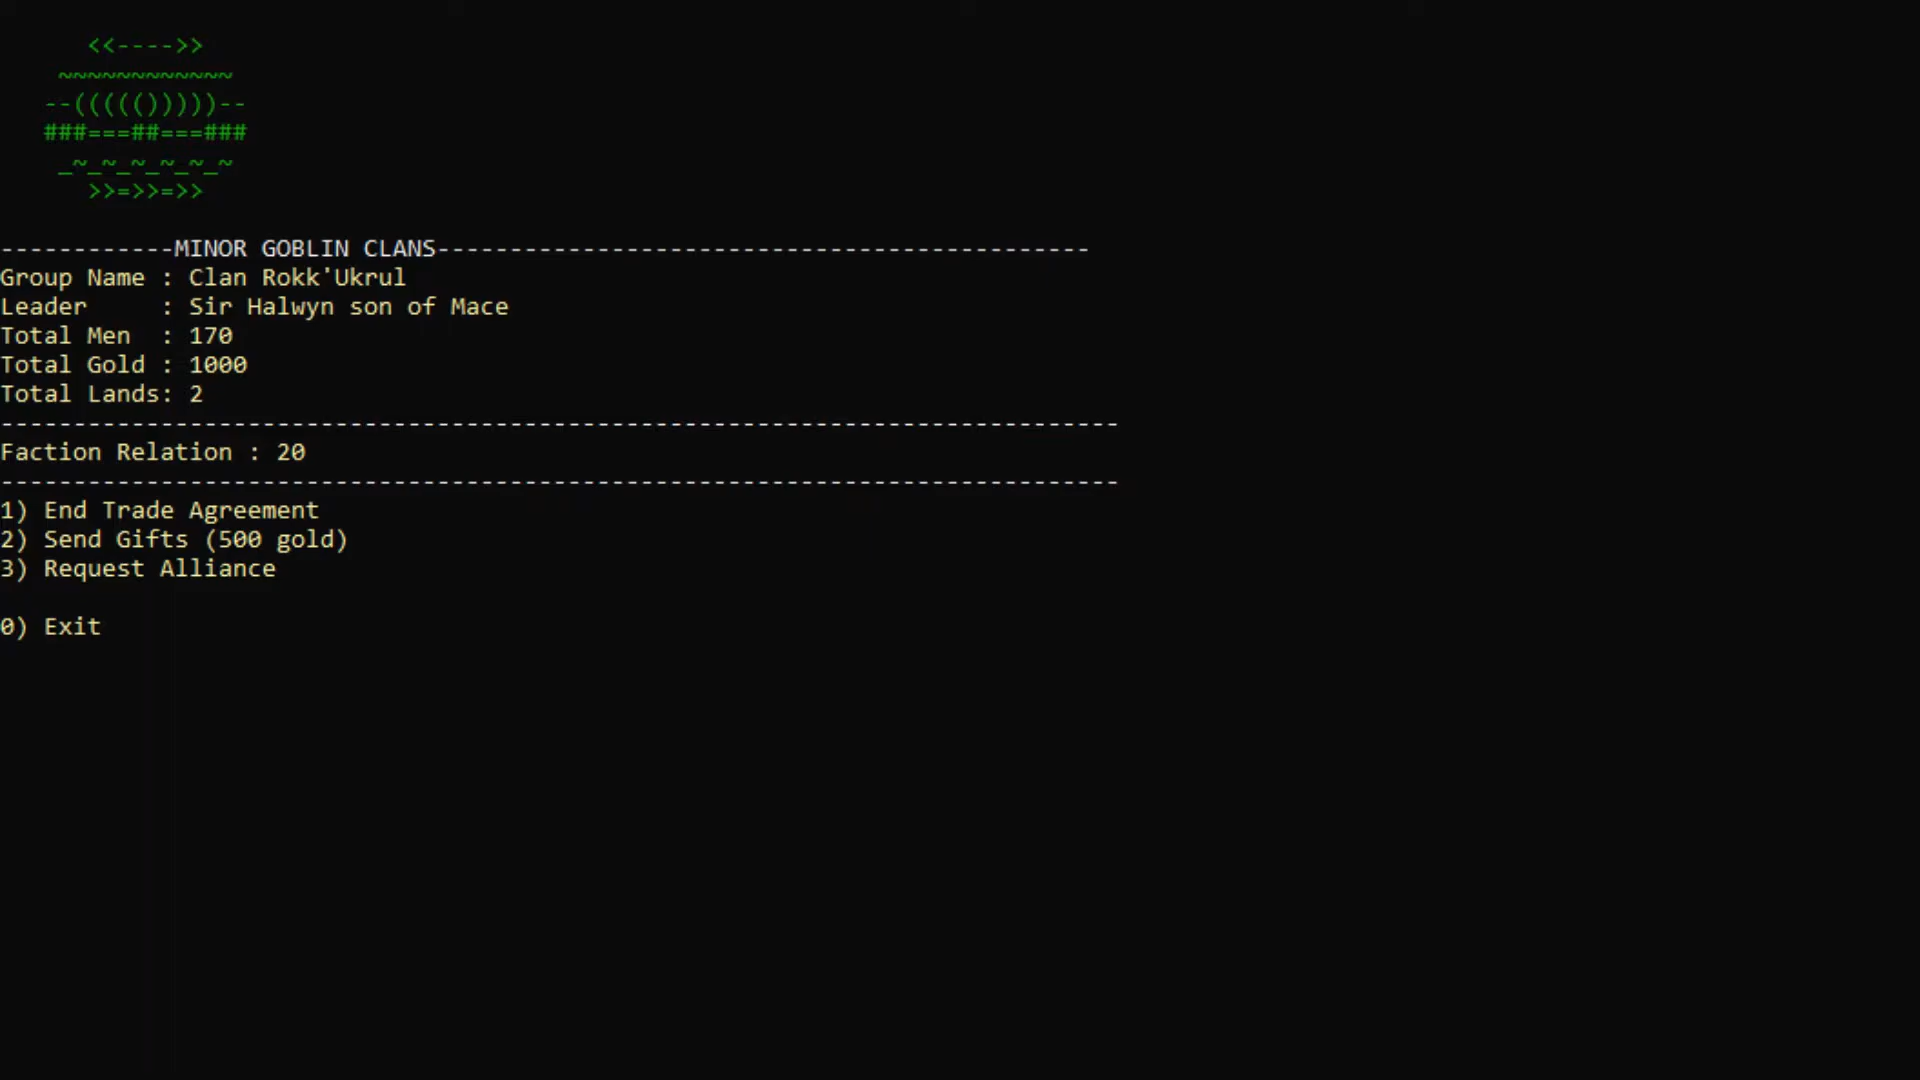 <<---->>
~~~~~~~~~~~~
--((((()))))--
###===##===###
_~_~_~_~_~_~
>>=>>=>>
------------MINOR GOBLIN CLANS---------------------------------------------
Group Name : Clan Rokk'Ukrul
Leader     : Sir Halwyn son of Mace
Total Men  : 170
Total Gold : 1000
Total Lands: 2
-----------------------------------------------------------------------------
Faction Relation : 20
-----------------------------------------------------------------------------
1) End Trade Agreement
2) Send Gifts (500 gold)
3) Request Alliance
0) Exit